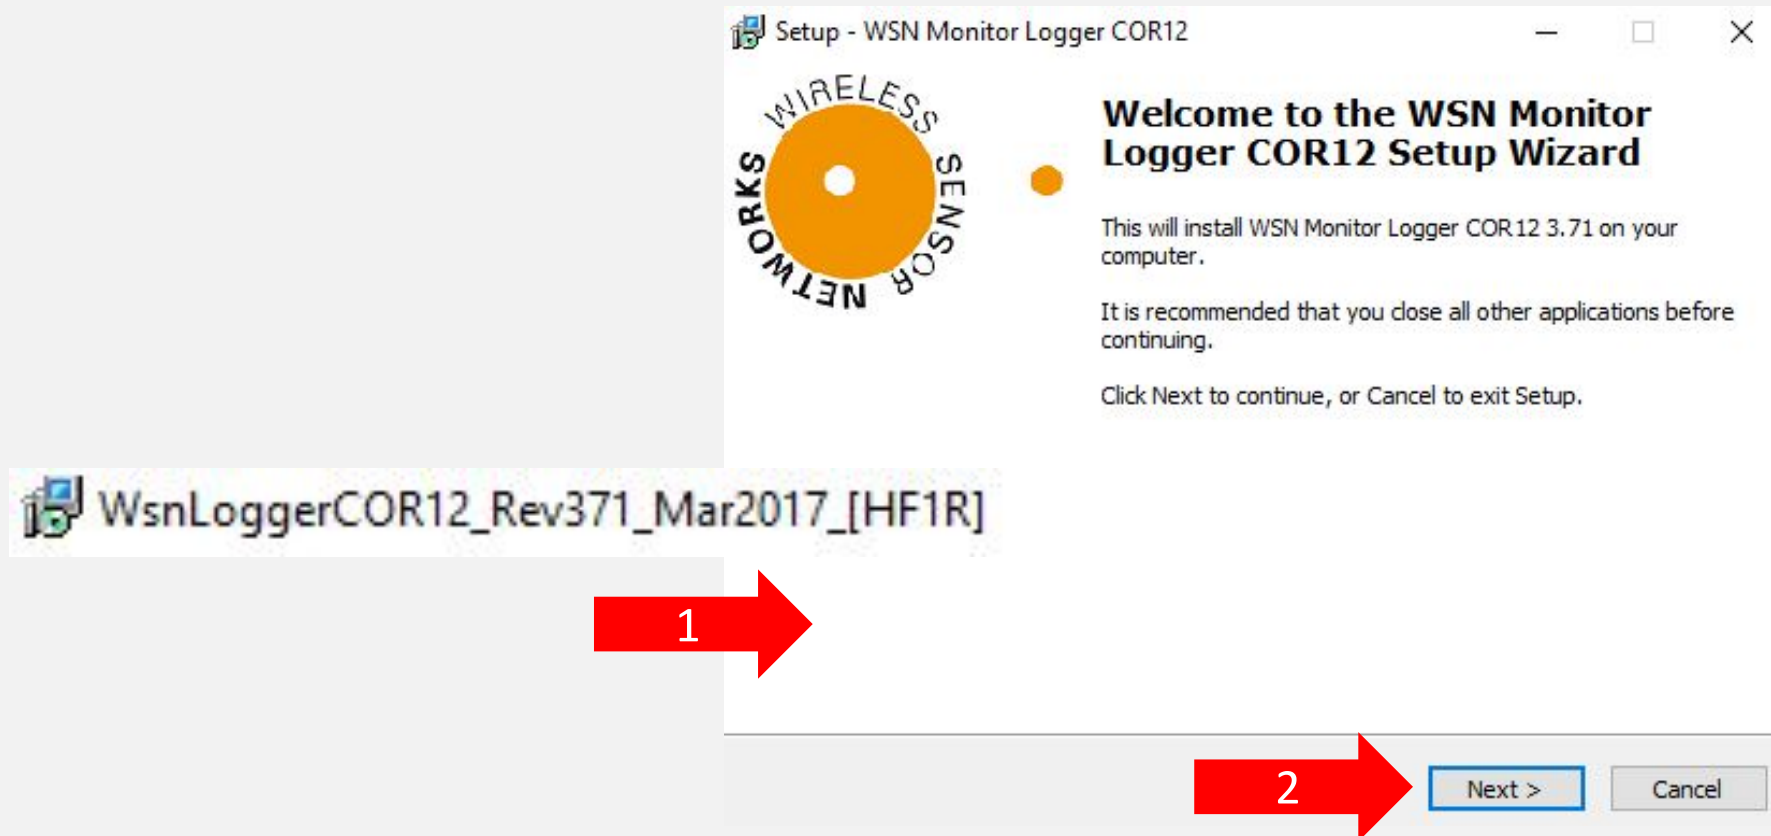 Setup - WSN Monitor Logger COR12
WIRELESS SENSOR NETWORKS
Welcome to the WSN Monitor
Logger COR12 Setup Wizard
This will install WSN Monitor Logger COR12 3.71 on your
computer.
It is recommended that you close all other applications before
continuing.
Click Next to continue, or Cancel to exit Setup.
WsnLoggerCOR12_Rev371_Mar2017_[HF1R]
1
2
Next >
Cancel